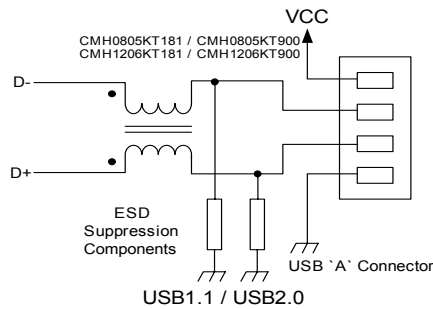 VCC
CMH0805KT181 / CMH0805KT900
CMH1206KT181 / CMH1206KT900
D-
D+
ESD
Suppression
Components
USB `A` Connector
USB1.1 / USB2.0